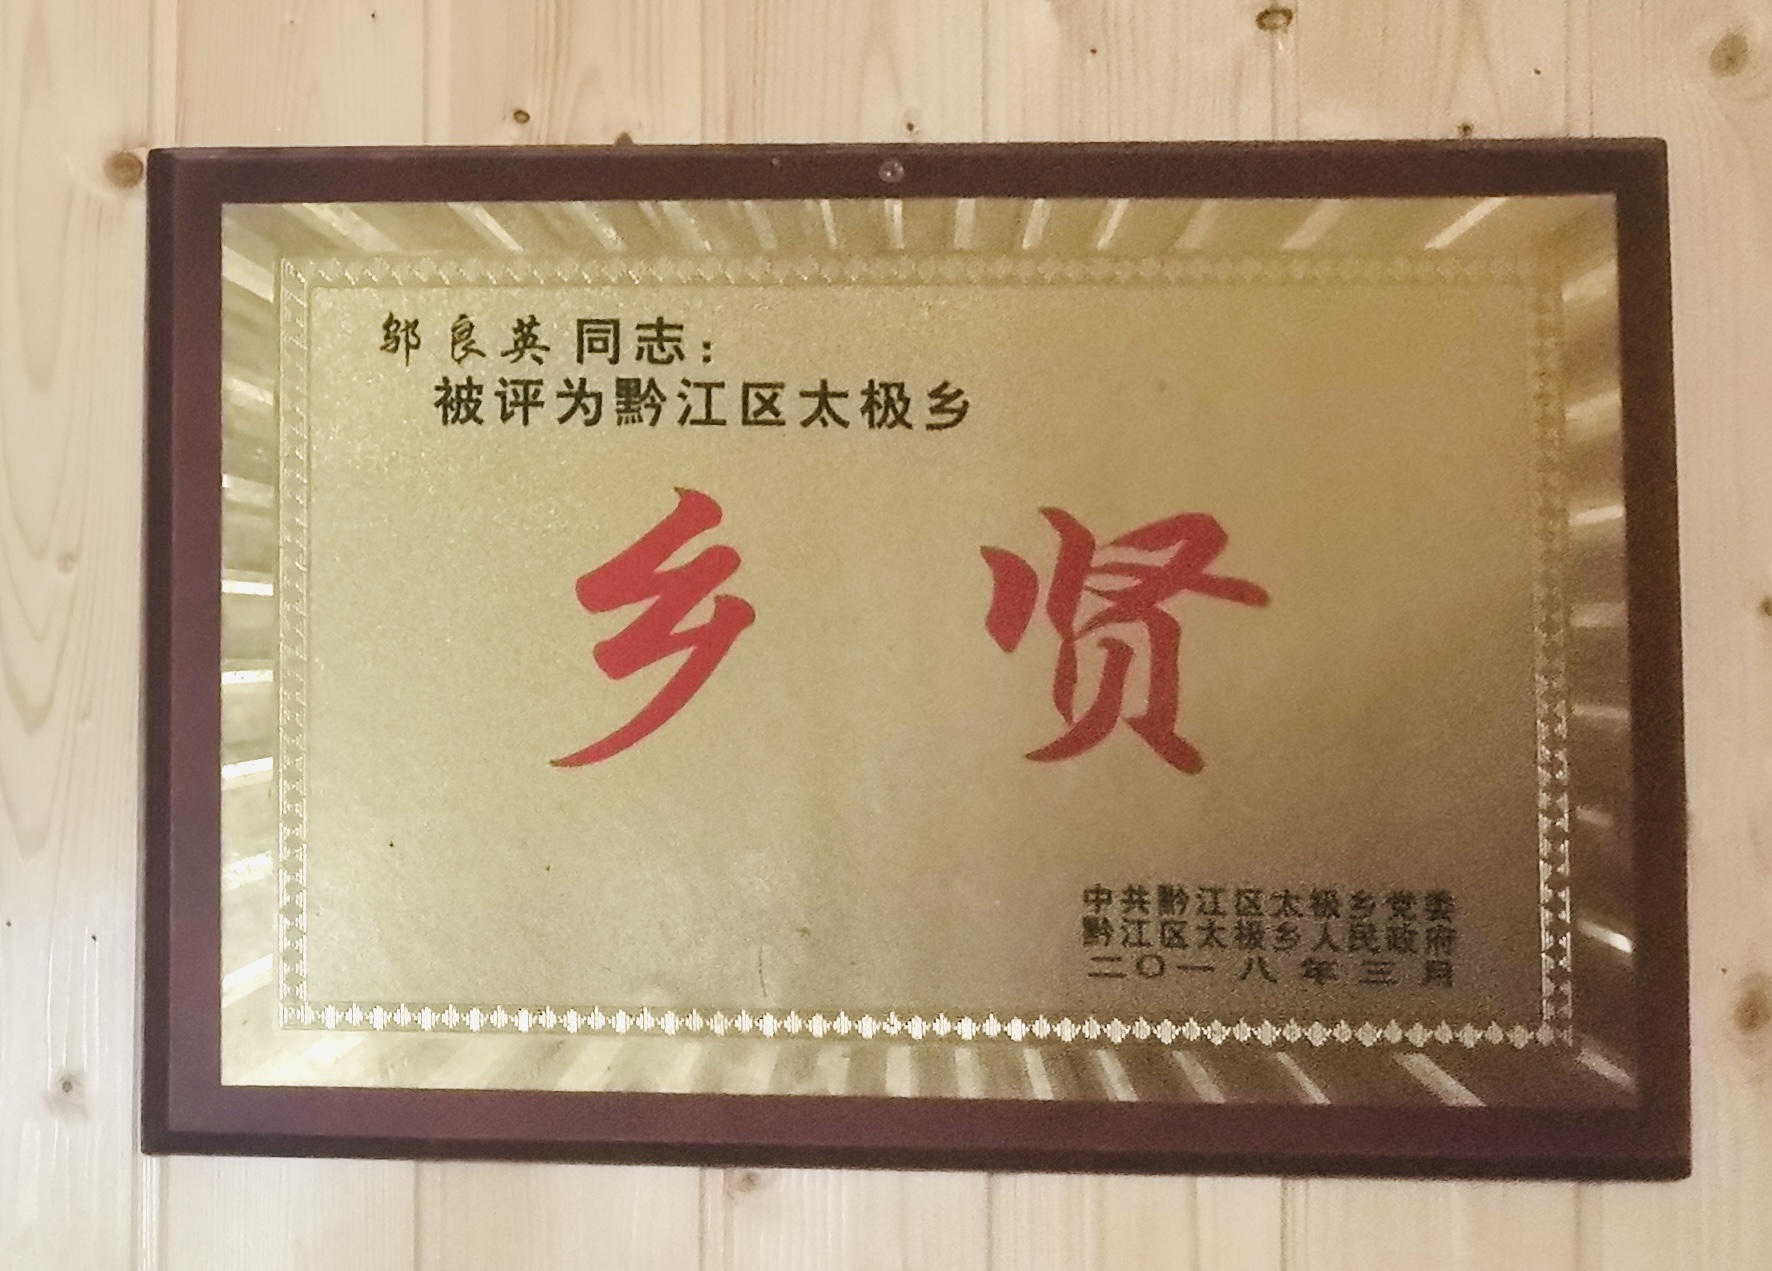 邬良英同志：
被评为黔江区太极乡
乡贤
中共黔江区太极乡党委
黔江区太极乡人民政府
二〇一八年三月